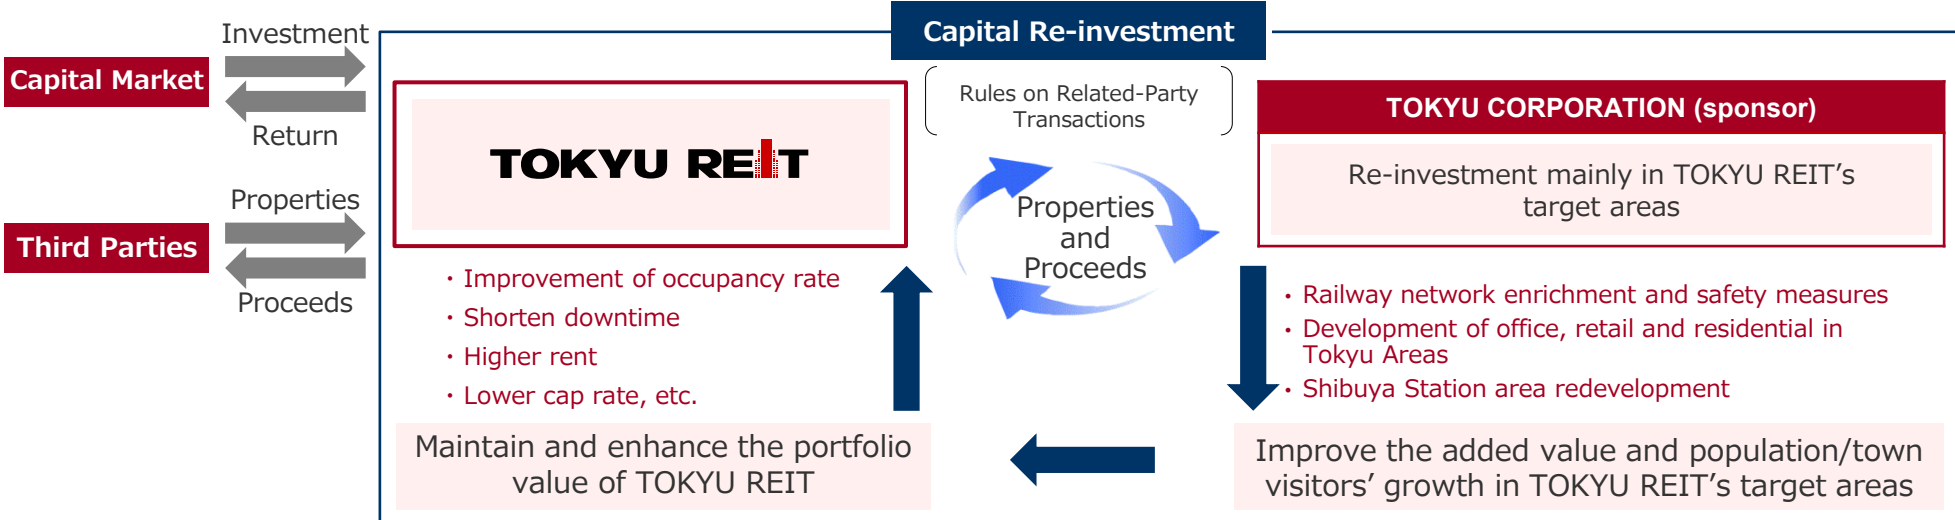 Capital Re-investment
Investment
Capital Market
Return
Properties
Third Parties
Proceeds
TOKYU REIT
Rules on Related-Party
Transactions
Properties
and
Proceeds
TOKYU CORPORATION (sponsor)
Re-investment mainly in TOKYU REIT’s
target areas
・Improvement of occupancy rate
・Shorten downtime
・Higher rent
・Lower cap rate, etc.
・Railway network enrichment and safety measures
・Development of office, retail and residential in
Tokyu Areas
・Shibuya Station area redevelopment
Maintain and enhance the portfolio
value of TOKYU REIT
Improve the added value and population/town
visitors’ growth in TOKYU REIT’s target areas